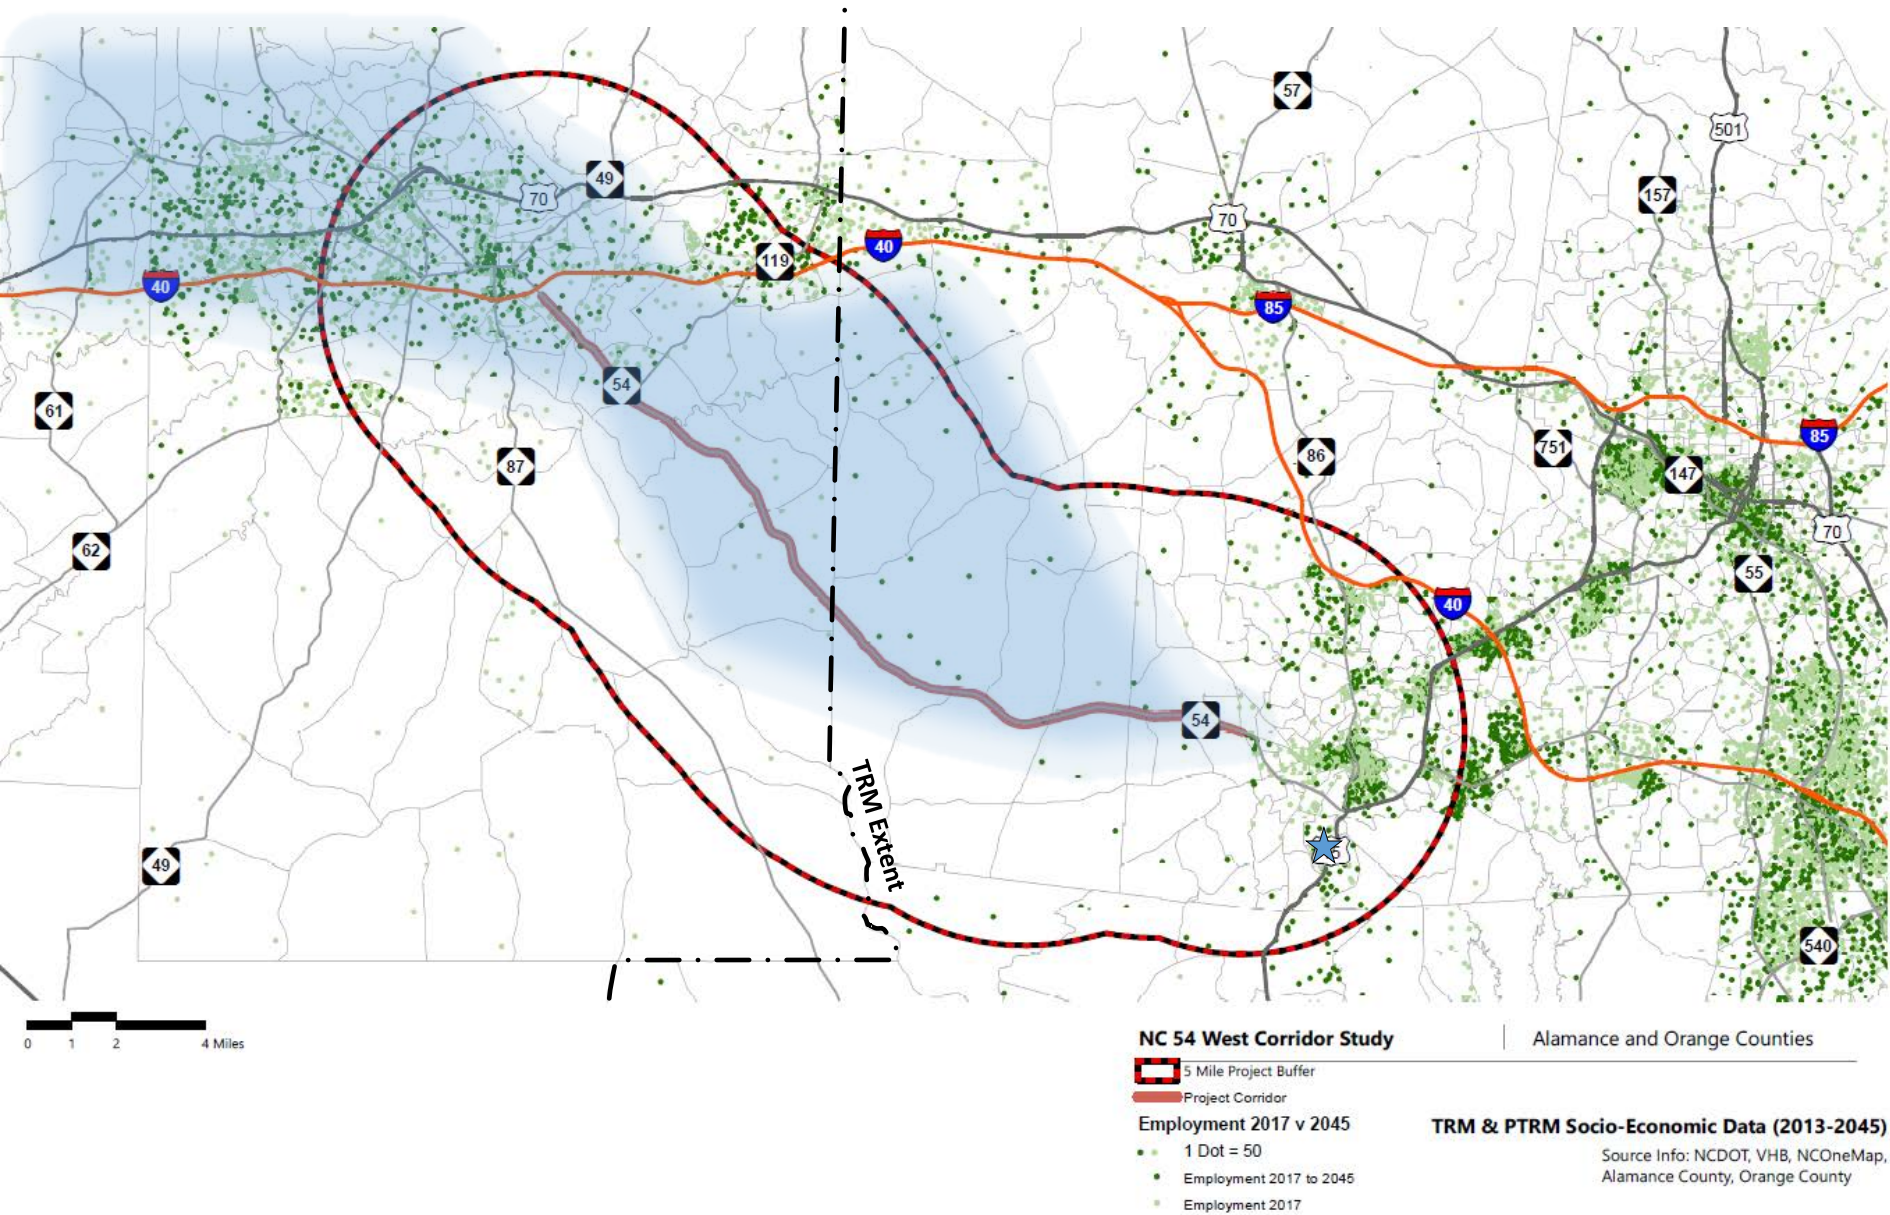 57
501
49
70
157
70
40
119
40
85
54
61
85
86
751
87
147
70
62
55
40
54
TRM Extent
49
540
0 1 2 4 Miles
NC 54 West Corridor Study
Alamance and Orange Counties
5 Mile Project Buffer
Project Corridor
Employment 2017 v 2045
1 Dot = 50
Employment 2017 to 2045
Employment 2017
TRM & PTRM Socio-Economic Data (2013-2045)
Source Info: NCDOT, VHB, NCOneMap,
Alamance County, Orange County